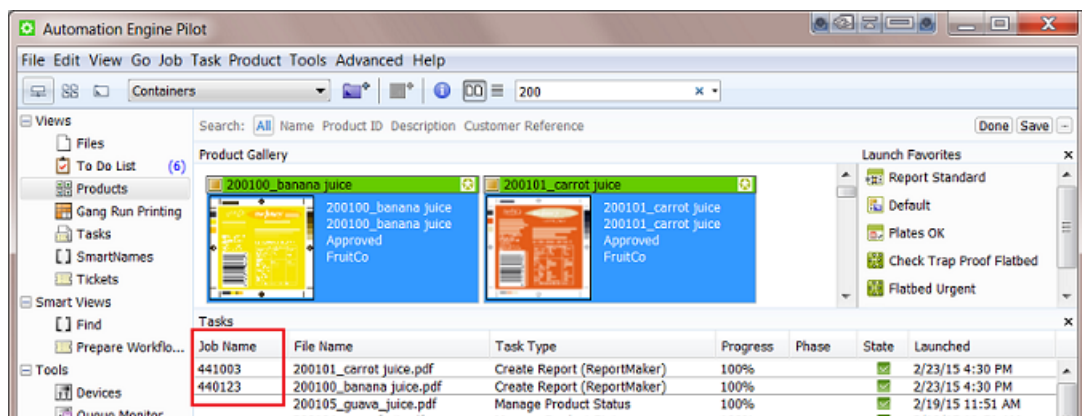 Automation Engine Pilot
File Edit View Go Job Task Product Tools Advanced Help
Containers 200
Search: All Name Product ID Description Customer Reference Done Save
Views
Files
To Do List (6)
Products
Gang Run Printing
Tasks
SmartNames
Tickets
Smart Views
Find
Prepare Workflo...
Tools
Devices
Queue Monitor
Product Gallery
200100_banana juice
200100_banana juice
200100_banana juice
Approved
FruitCo
200101_carrot juice
200101_carrot juice
200101_carrot juice
Approved
FruitCo
Launch Favorites
Report Standard
Default
Plates OK
Check Trap Proof Flatbed
Flatbed Urgent
Tasks
Job Name File Name Task Type Progress Phase State Launched
441003 200101_carrot juice.pdf Create Report (ReportMaker) 100% 2/23/15 4:30 PM
440123 200100_banana juice.pdf Create Report (ReportMaker) 100% 2/23/15 4:30 PM
200105_guava_juice.pdf Manage Product Status 100% 2/19/15 11:51 AM